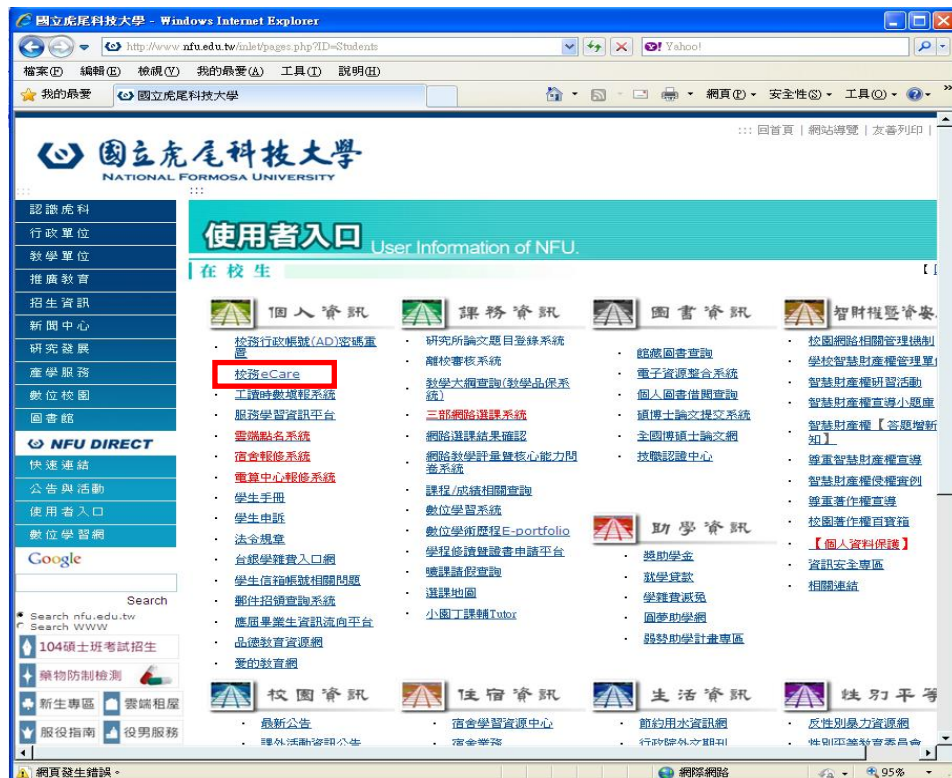 國立虎尾科技大學 - Windows Internet Explorer
http://www.nfu.edu.tw/inlet/pages.php?ID=Students
Yahoo!
檔案(F) 編輯(E) 檢視(V) 我的最愛(A) 工具(T) 說明(H)
我的最愛
國立虎尾科技大學
網頁(P) 安全性(S) 工具(O)
::: 回首頁 | 網站導覽 | 友善列印 |
國立虎尾科技大學
NATIONAL FORMOSA UNIVERSITY
:::
:::
認識虎科
行政單位
教學單位
推廣教育
招生資訊
新聞中心
研究發展
產學服務
數位校園
圖書館
NFU DIRECT
快速連結
公告與活動
使用者入口
數位學習網
Google
Search
Search nfu.edu.tw
Search WWW
104碩士班考試招生
藥物防制檢測
新生專區 雲端租屋
服役指南 役男服務
使用者入口 User Information of NFU.
在校生
個人資訊
校務行政帳號(AD)密碼重
置
校務eCare
工讀時數填報系統
服務學習資訊平台
雲端點名系統
宿舍報修系統
電算中心報修系統
學生手冊
學生申訴
法令規章
台銀學雜費入口網
學生信箱帳號相關問題
郵件招領查詢系統
應屆畢業生資訊流向平台
品德教育資源網
愛的教育網
課務資訊
研究所論文題目登錄系統
離校審核系統
教學大綱查詢(教學品保系
統)
三部網路選課系統
網路選課結果確認
網路教學評量暨核心能力問
卷系統
課程/成績相關查詢
數位學習系統
數位學術歷程E-portfolio
學程修讀暨證書申請平台
曠課請假查詢
選課地圖
小園丁課輔Tutor
圖書資訊
館藏圖書查詢
電子資源整合系統
個人圖書借閱查詢
碩博士論文提交系統
全國博碩士論文網
技職認證中心
助學資訊
獎助學金
就學貸款
學雜費減免
圓夢助學網
弱勢助學計畫專區
智財權暨資安
校園網路相關管理機制
學校智慧財產權管理單
智慧財產權研習活動
智慧財產權宣導小題庫
智慧財產權【答題增新
知】
尊重智慧財產權宣導
智慧財產權侵權實例
尊重著作權宣導
校園著作權百寶箱
【個人資料保護】
資訊安全專區
相關連結
校園資訊
最新公告
課外活動資訊公告
住宿資訊
宿舍學習資源中心
宿舍業務
生活資訊
節約用水資訊網
行政院外文期刊
性別平等
反性別暴力資源網
性別平等教育委員會
網頁發生錯誤。
網際網路
95%